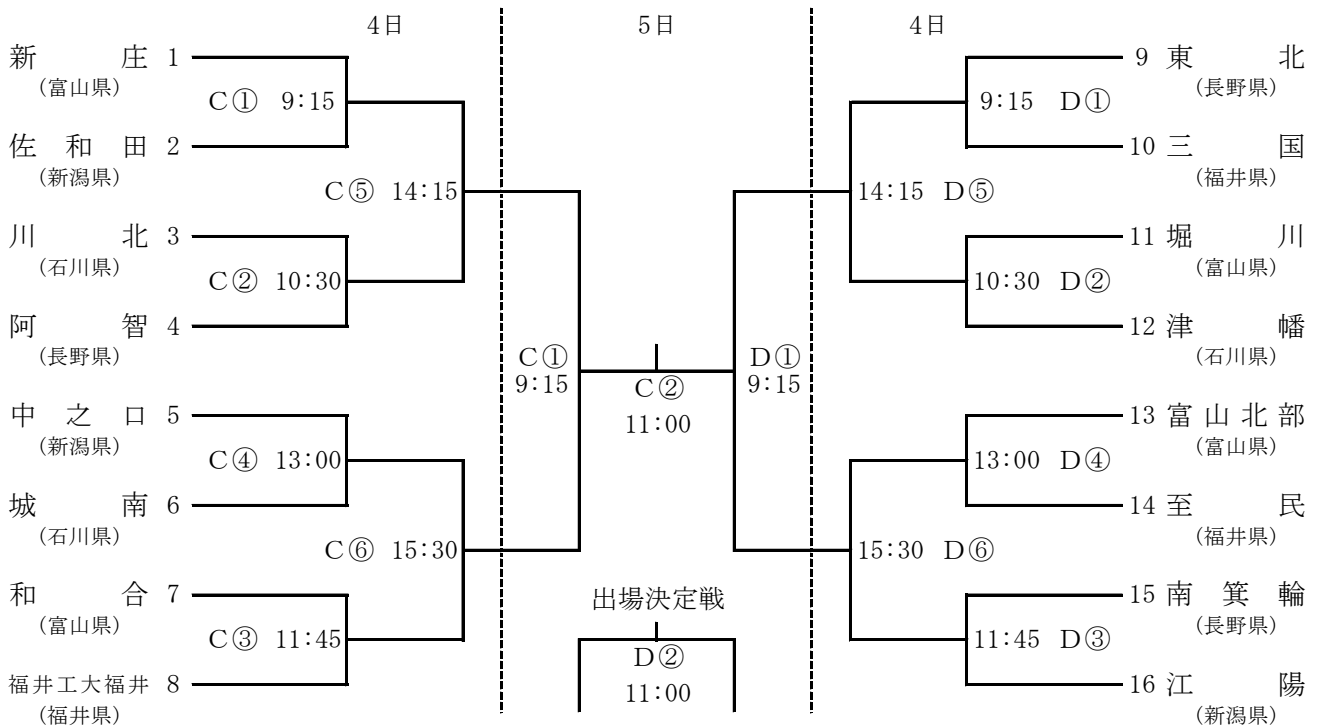 4日 5日 4日
新庄 1
(富山県)
C① 9:15
佐和田 2
(新潟県)
C⑤ 14:15
川北 3
(石川県)
C② 10:30
阿智 4
(長野県)
中之口 5
(新潟県)
C④ 13:00
城南 6
(石川県)
C⑥ 15:30
和合 7
(富山県)
C③ 11:45
福井工大福井 8
(福井県)
C①
9:15
C②
11:00
D①
9:15
出場決定戦
D②
11:00
9 東北
(長野県)
9:15 D①
10 三国
(福井県)
14:15 D⑤
11 堀川
(富山県)
10:30 D②
12 津幡
(石川県)
13 富山北部
(富山県)
13:00 D④
14 至民
(福井県)
15:30 D⑥
15 南箕輪
(長野県)
11:45 D③
16 江陽
(新潟県)